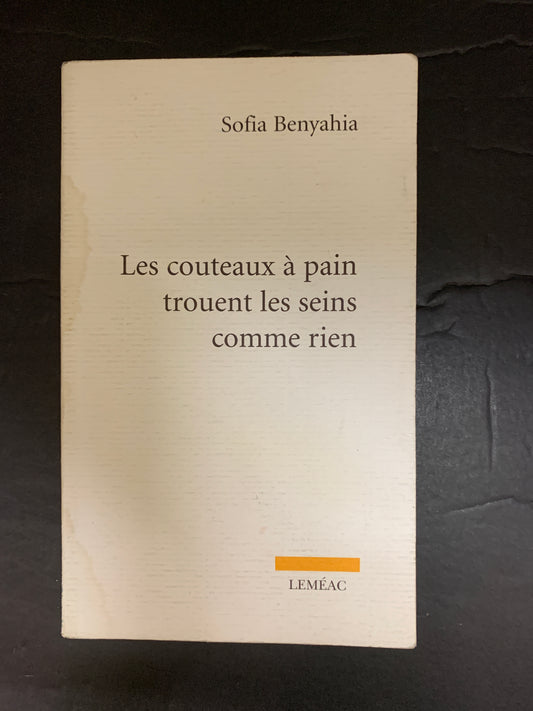 Sofia Benyahia
Les couteaux à pain
trouent les seins
comme rien
LEMÉAC